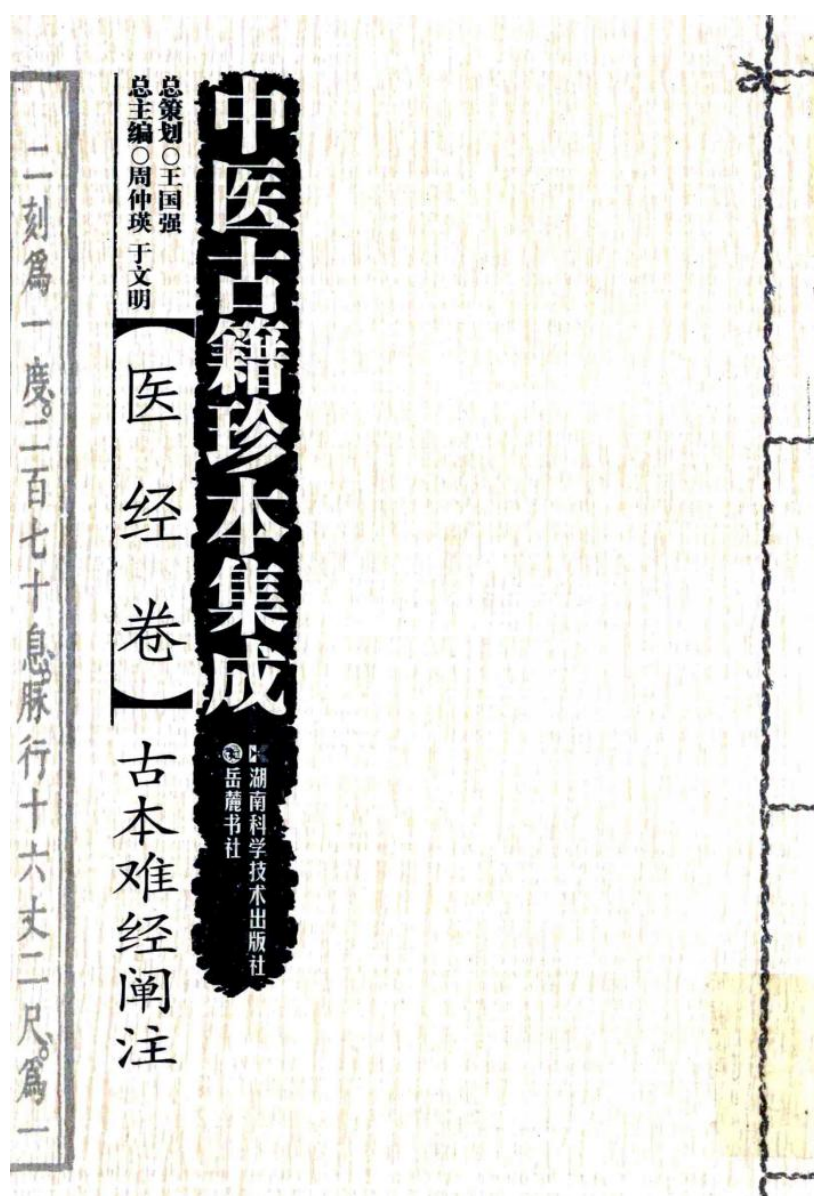 中医古籍珍本集成
湖南科学技术出版社
岳麓书社
总策划○王国强
总主编○周仲瑛 于文明
【医经卷】
古本难经阐注
二刻爲一度。二百七十息。脉行十六丈二尺。爲一